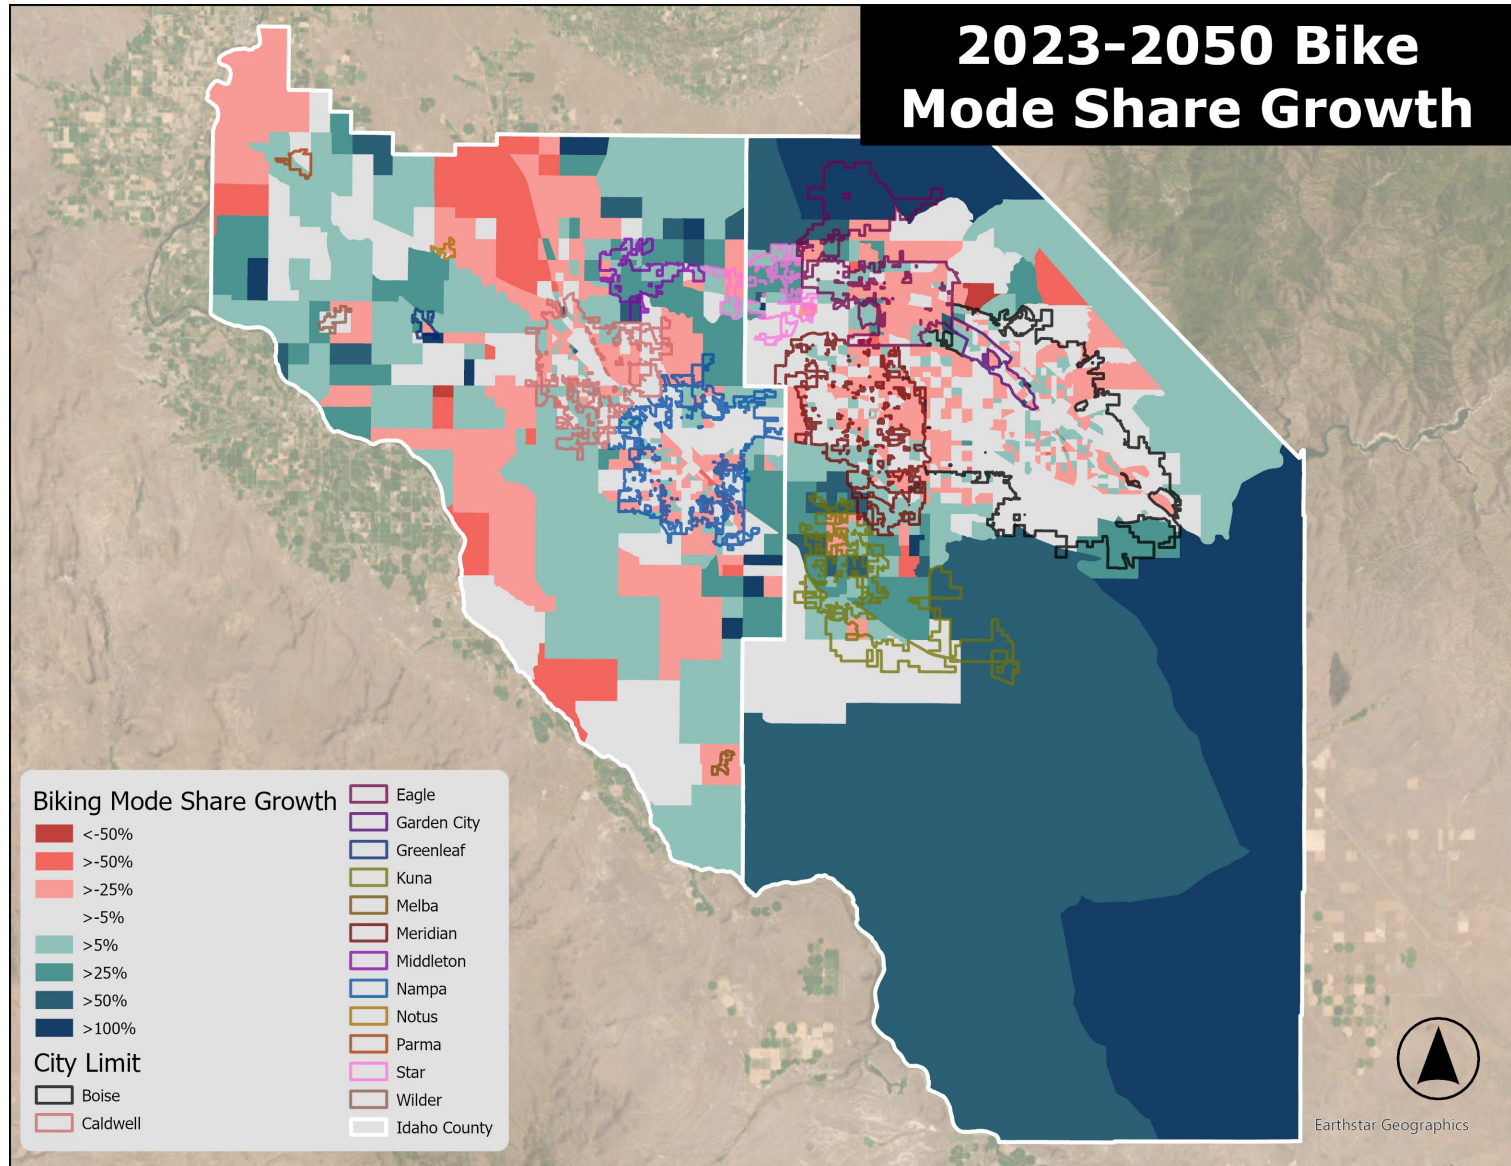 2023-2050 Bike
Mode Share Growth
Biking Mode Share Growth
<-50%
>-50%
>-25%
>-5%
>5%
>25%
>50%
>100%
City Limit
Boise
Caldwell
Eagle
Garden City
Greenleaf
Kuna
Melba
Meridian
Middleton
Nampa
Notus
Parma
Star
Wilder
Idaho County
Earthstar Geographics